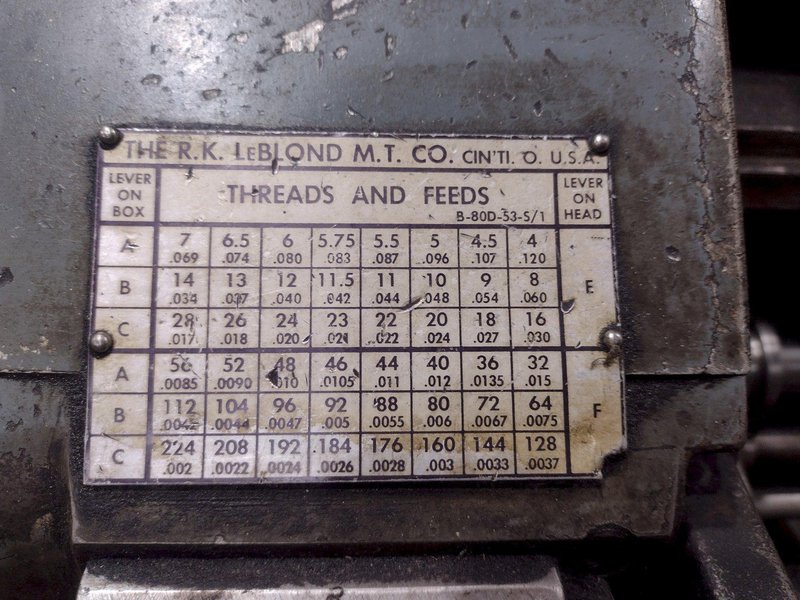 THE R.K. LeBLOND M.T. CO. CIN'TI. O. U.S.A.
LEVER ON BOX
THREADS AND FEEDS
B-80D-53-S/1
LEVER ON HEAD
A 7 6.5 6 5.75 5.5 5 4.5 4
.069 .074 .080 .083 .087 .096 .107 .120
B 14 13 12 11.5 11 10 9 8 E
.034 .037 .040 .042 .044 .048 .054 .060
C 28 26 24 23 22 20 18 16
.017 .018 .020 .021 .022 .024 .027 .030
A 56 52 48 46 44 40 36 32
.0085 .0090 .010 .0105 .011 .012 .0135 .015
B 112 104 96 92 88 80 72 64 F
.0044 .0047 .005 .0055 .006 .0067 .0075
C 224 208 192 184 176 160 144 128
.002 .0022 .0024 .0026 .0028 .003 .0033 .0037